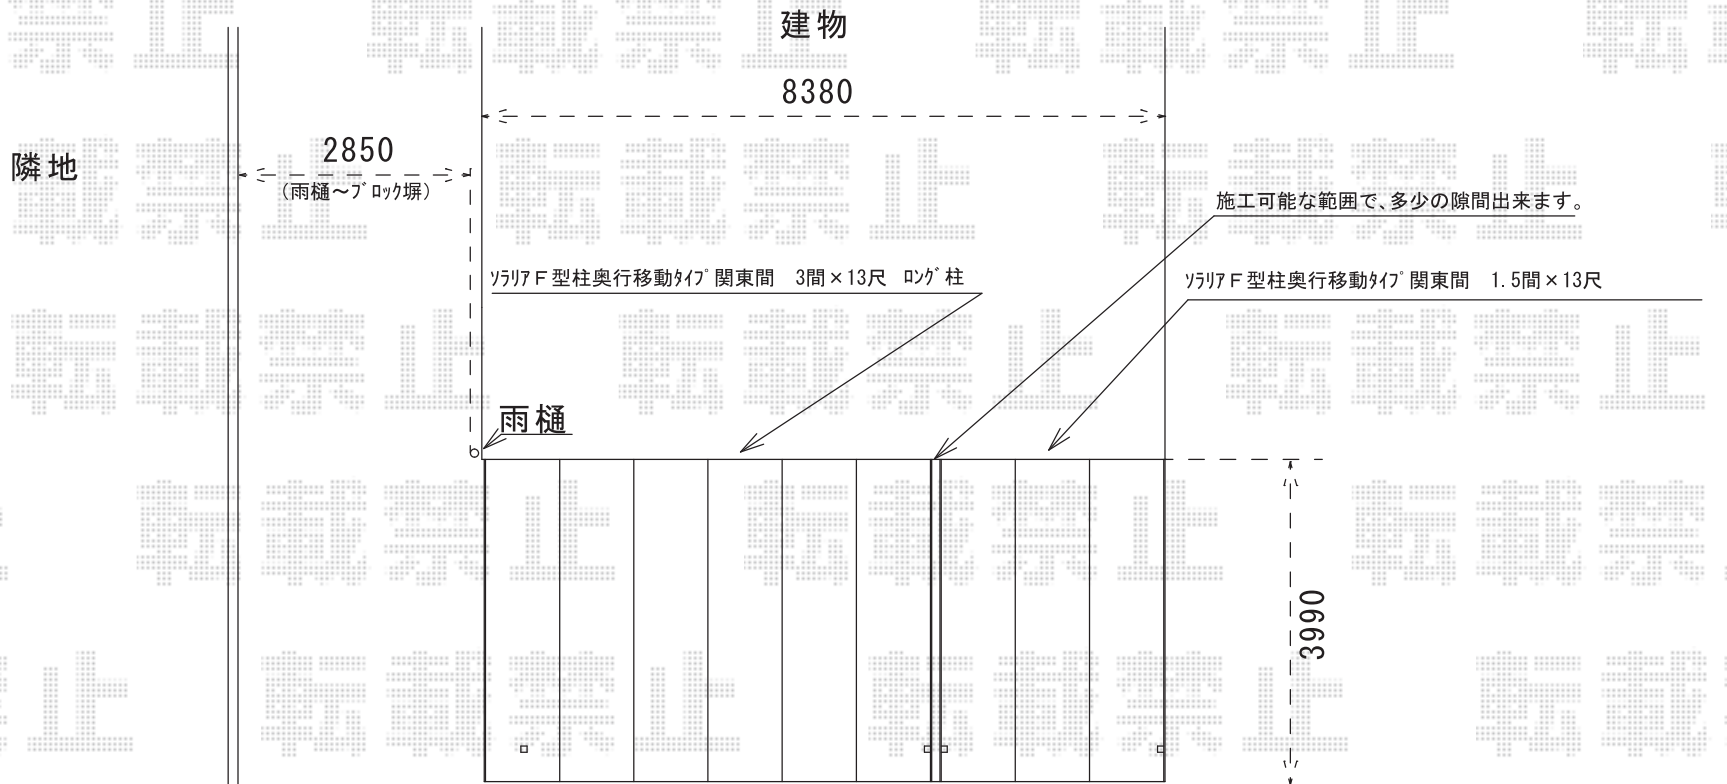 建物
8380
隣地
2850
(雨樋～ブロック塀)
施工可能な範囲で、多少の隙間出来ます。
ソラリアF型柱奥行移動タイプ 関東間 3間×13尺 ロング柱
ソラリアF型柱奥行移動タイプ 関東間 1.5間×13尺
雨樋
3990
転載禁止